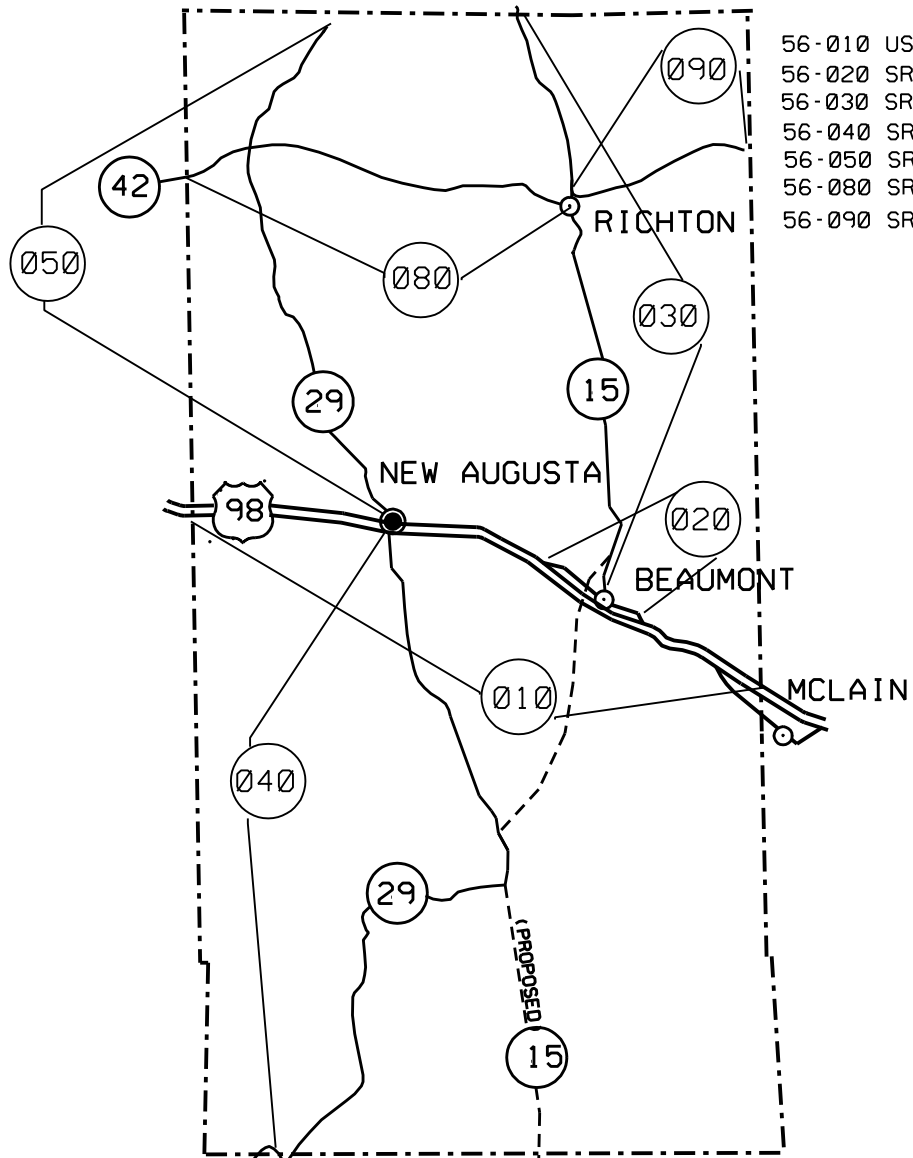 56-010 US
56-020 SR
56-030 SR
56-040 SR
56-050 SR
56-080 SR
56-090 SR
090
42
RICHTON
050
080
030
29
15
NEW AUGUSTA
98
020
BEAUMONT
010
MCLAIN
040
29
(PROPOSED)
15